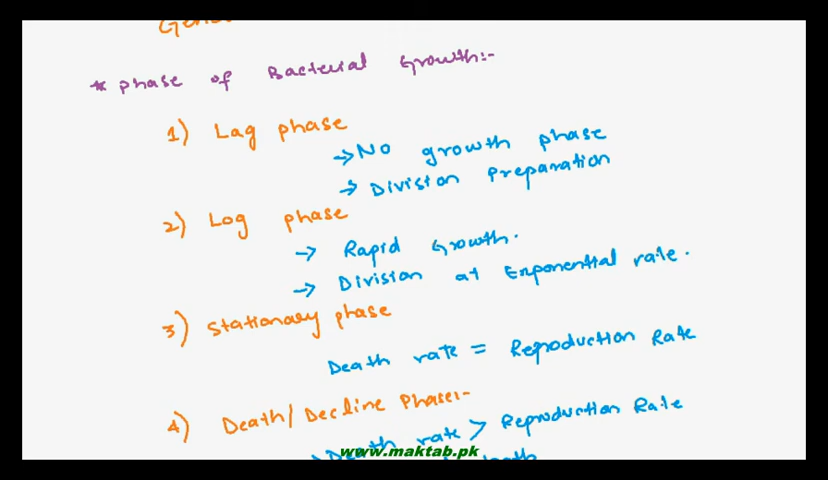 * Phase of Bacterial Growth:-
1) Lag phase
→ No growth phase
→ Division Preparation
2) Log phase
→ Rapid Growth.
→ Division at Exponential rate.
3) Stationary phase
Death rate = Reproduction Rate
4) Death/Decline Phase:-
Death rate > Reproduction Rate
www.maktab.pk